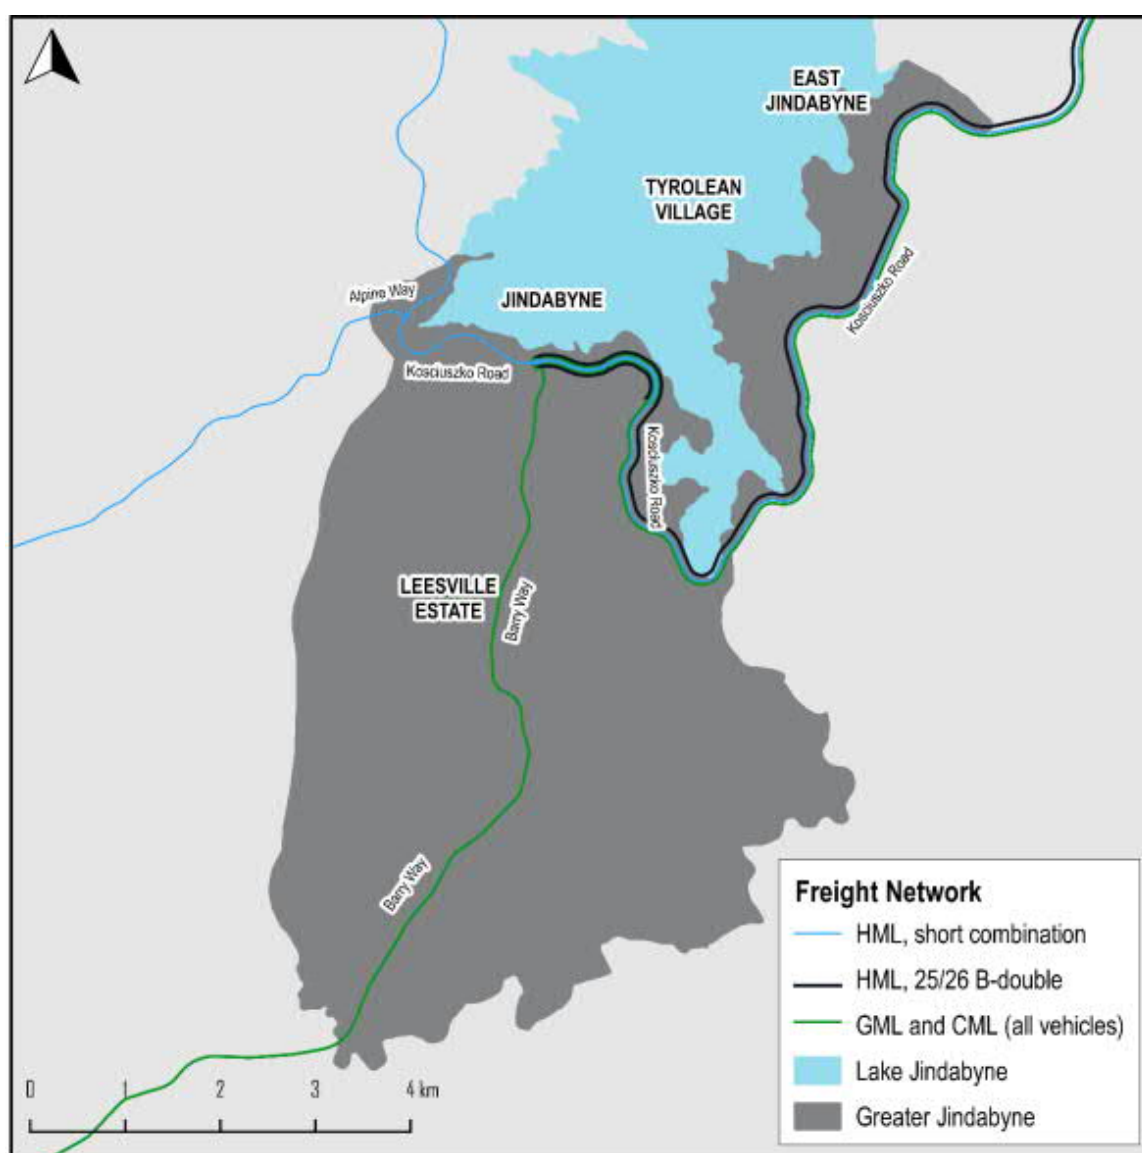 EAST
JINDABYNE
TYROLEAN
VILLAGE
Kosciuszko Road
Alpine Way
JINDABYNE
Kosciuszko Road
Kosciuszko Road
LEESVILLE
ESTATE
Barry Way
Barry Way
Freight Network
HML, short combination
HML, 25/26 B-double
GML and CML (all vehicles)
Lake Jindabyne
Greater Jindabyne
0 1 2 3 4 km